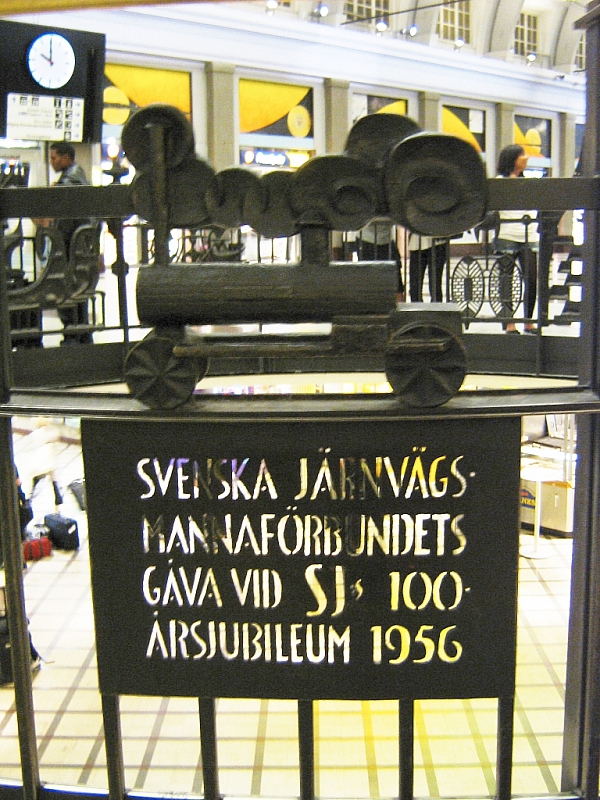 SVENSKA JÄRNVÄGS-
MANNAFÖRBUNDETS
GÅVA VID SJ:s 100-
ÅRSJUBILEUM 1956